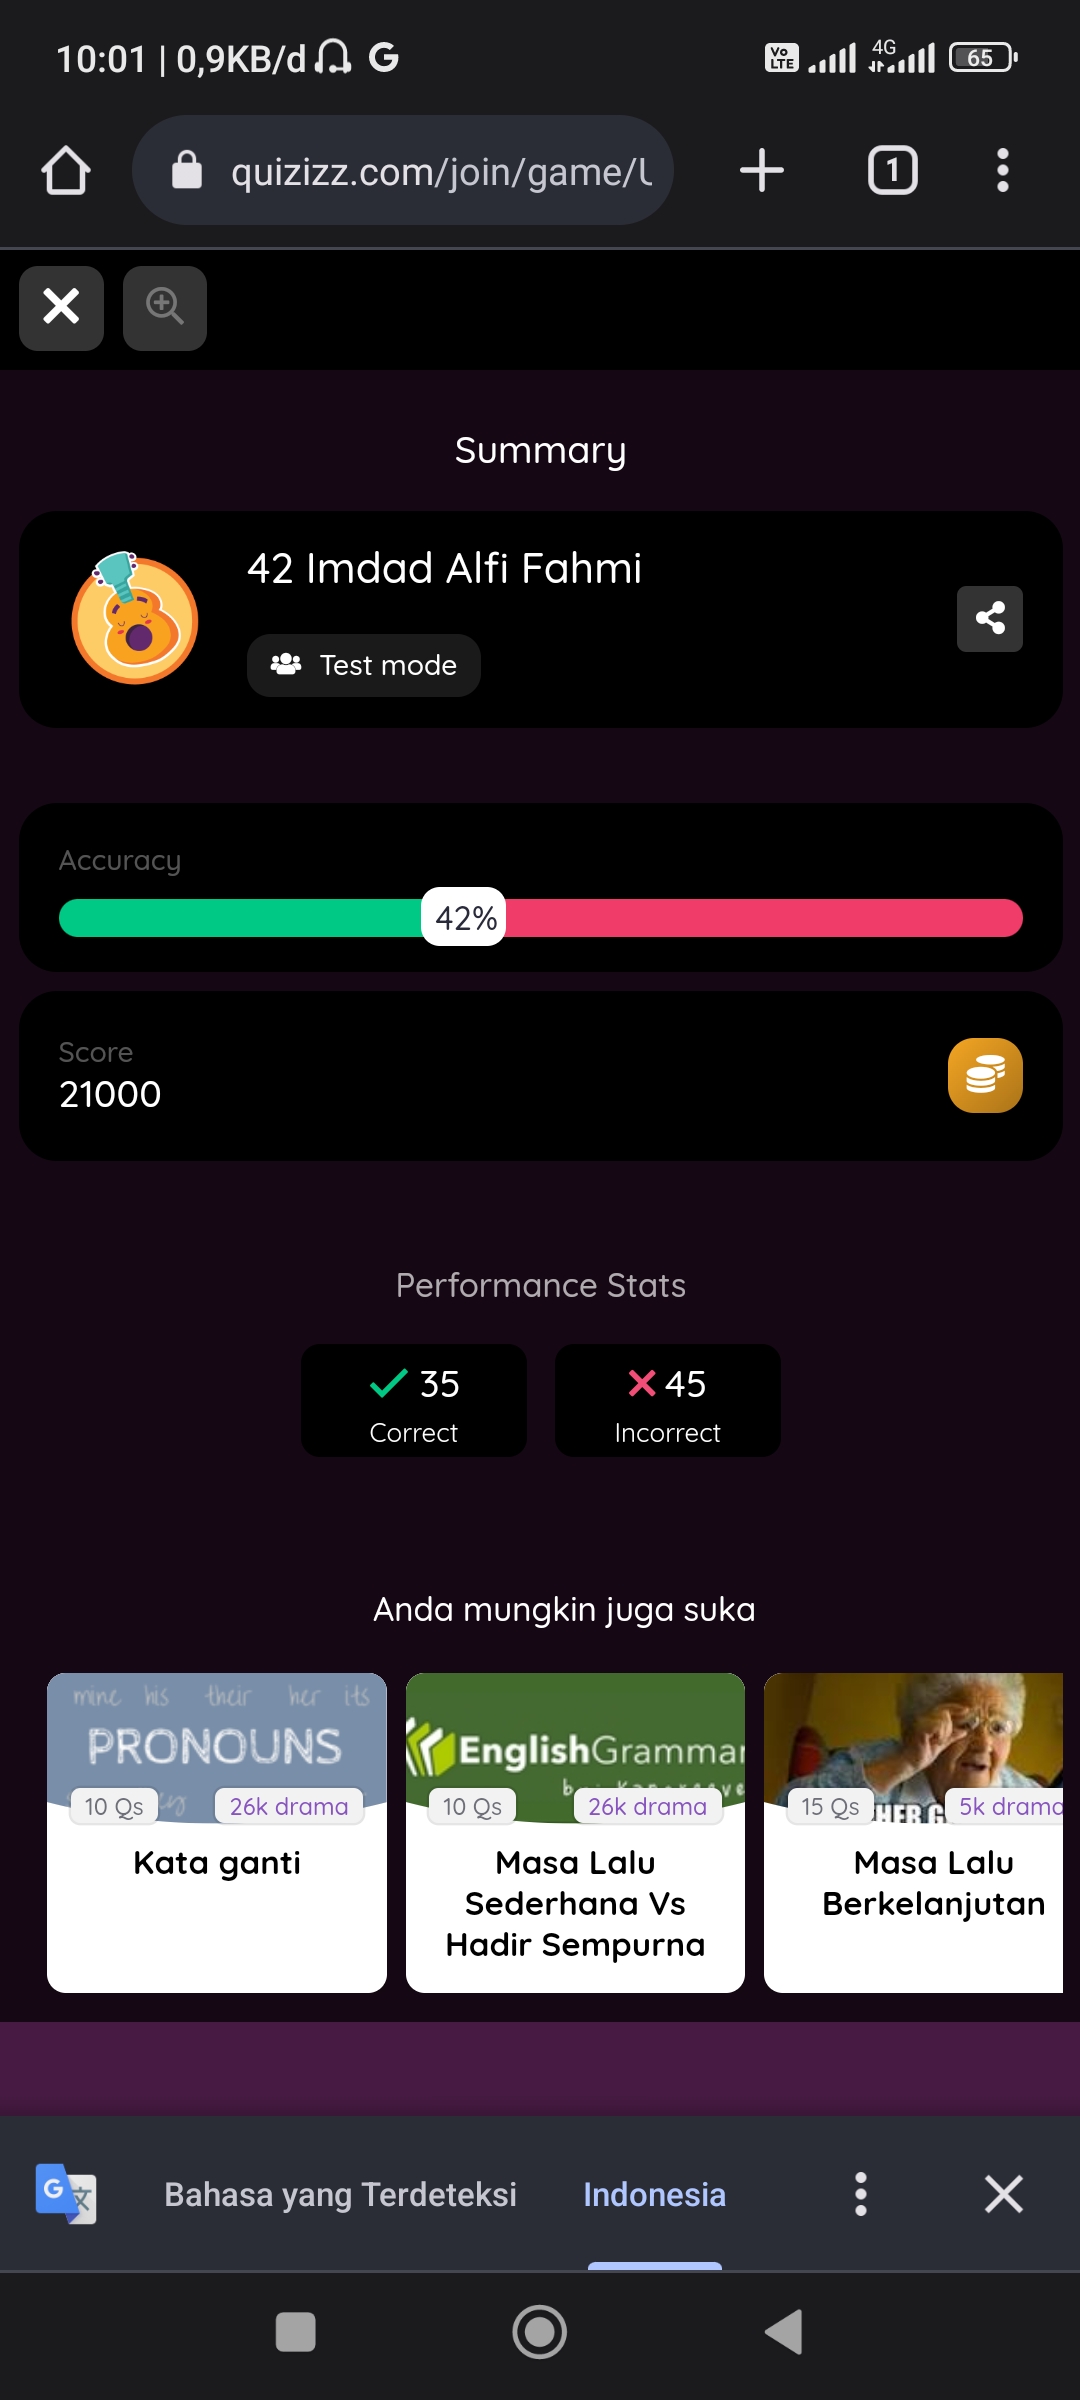 10:01 | 0,9KB/d G
Vo LTE 4G 65
quizizz.com/join/game/U
1
Summary
42 Imdad Alfi Fahmi
Test mode
Accuracy
42%
Score
21000
Performance Stats
35
Correct
45
Incorrect
Anda mungkin juga suka
mine his their her its
PRONOUNS
10 Qs 26k drama
Kata ganti
EnglishGrammar
10 Qs 26k drama
Masa Lalu
Sederhana Vs
Hadir Sempurna
15 Qs 5k drama
Masa Lalu
Berkelanjutan
G 文
Bahasa yang Terdeteksi Indonesia